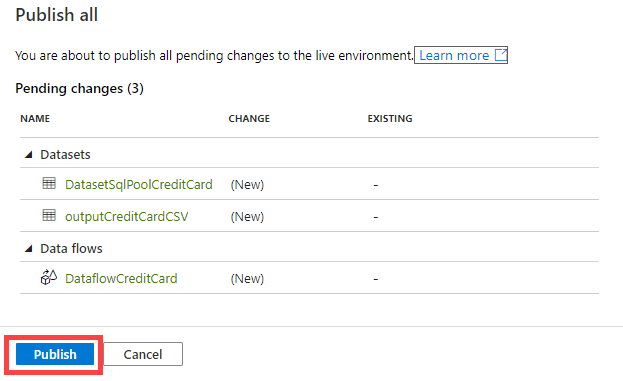 Publish all
You are about to publish all pending changes to the live environment. Learn more
Pending changes (3)
NAME CHANGE EXISTING
Datasets
DatasetSqlPoolCreditCard (New) -
outputCreditCardCSV (New) -
Data flows
DataflowCreditCard (New) -
Publish Cancel